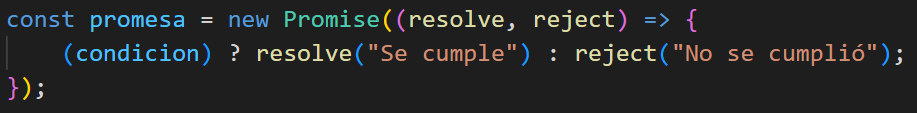 const promesa = new Promise((resolve, reject) => {
    (condicion) ? resolve("Se cumple") : reject("No se cumplió");
});